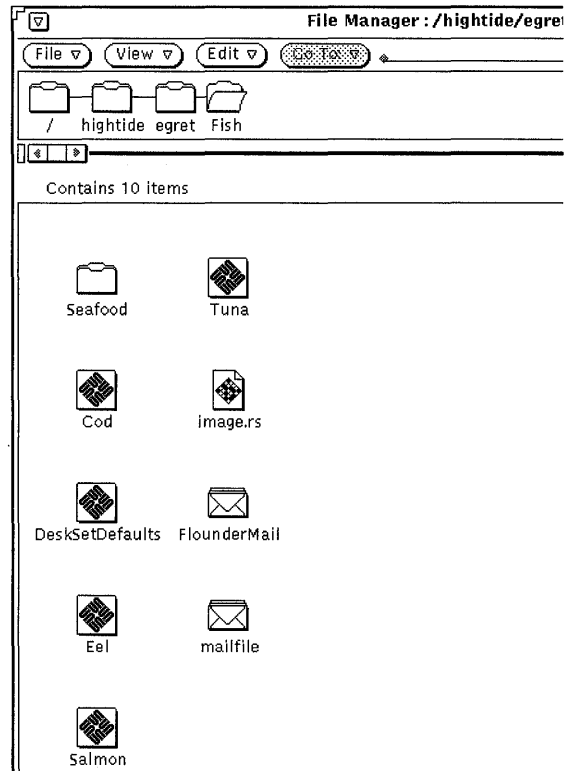 File Manager : /hightide/egret
File View Edit Go To
/ hightide egret Fish
Contains 10 items
Seafood Tuna
Cod image.rs
DeskSetDefaults FlounderMail
Eel mailfile
Salmon